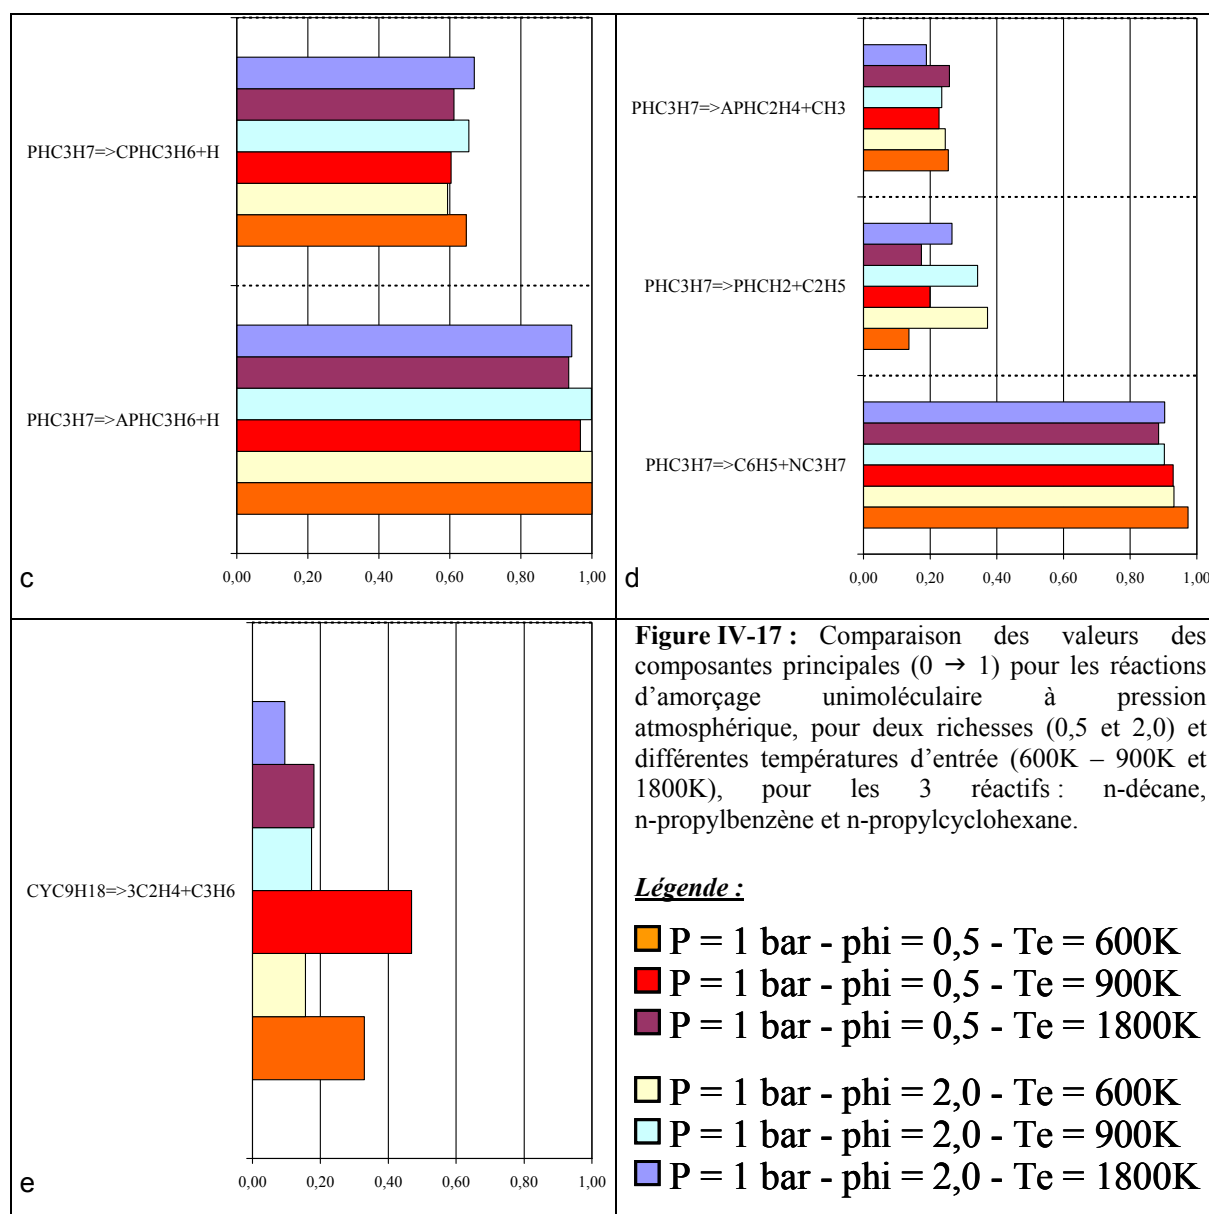 PHC3H7=>CPHC3H6+H
PHC3H7=>APHC3H6+H
0,00 0,20 0,40 0,60 0,80 1,00
c
PHC3H7=>APHC2H4+CH3
PHC3H7=>PHCH2+C2H5
PHC3H7=>C6H5+NC3H7
0,00 0,20 0,40 0,60 0,80 1,00
d
CYC9H18=>3C2H4+C3H6
0,00 0,20 0,40 0,60 0,80 1,00
e
Figure IV-17 : Comparaison des valeurs des
composantes principales (0 → 1) pour les réactions
d'amorçage unimoléculaire à pression
atmosphérique, pour deux richesses (0,5 et 2,0) et
différentes températures d'entrée (600K – 900K et
1800K), pour les 3 réactifs : n-décane,
n-propylbenzène et n-propylcyclohexane.
Légende :
P = 1 bar - phi = 0,5 - Te = 600K
P = 1 bar - phi = 0,5 - Te = 900K
P = 1 bar - phi = 0,5 - Te = 1800K
P = 1 bar - phi = 2,0 - Te = 600K
P = 1 bar - phi = 2,0 - Te = 900K
P = 1 bar - phi = 2,0 - Te = 1800K